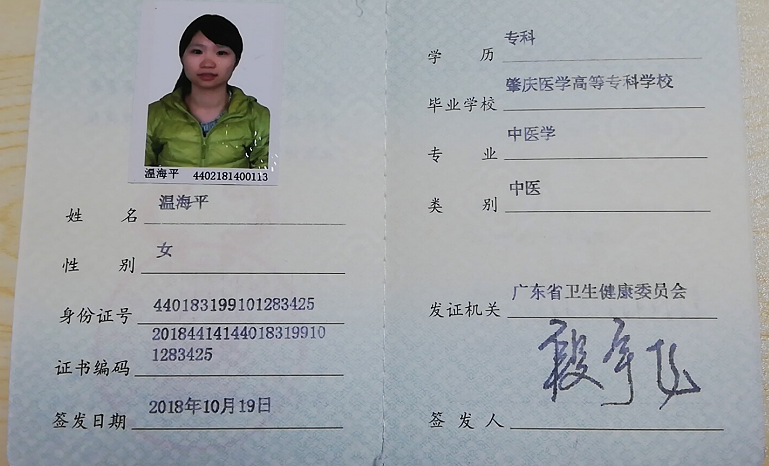 温海平 4402181400113
姓 名 温海平
性 别 女
身份证号 440183199101283425
证书编码 20184414144018319910
1283425
签发日期 2018年10月19日
学 历 专科
毕业学校 肇庆医学高等专科学校
专 业 中医学
类 别 中医
发证机关 广东省卫生健康委员会
签 发 人